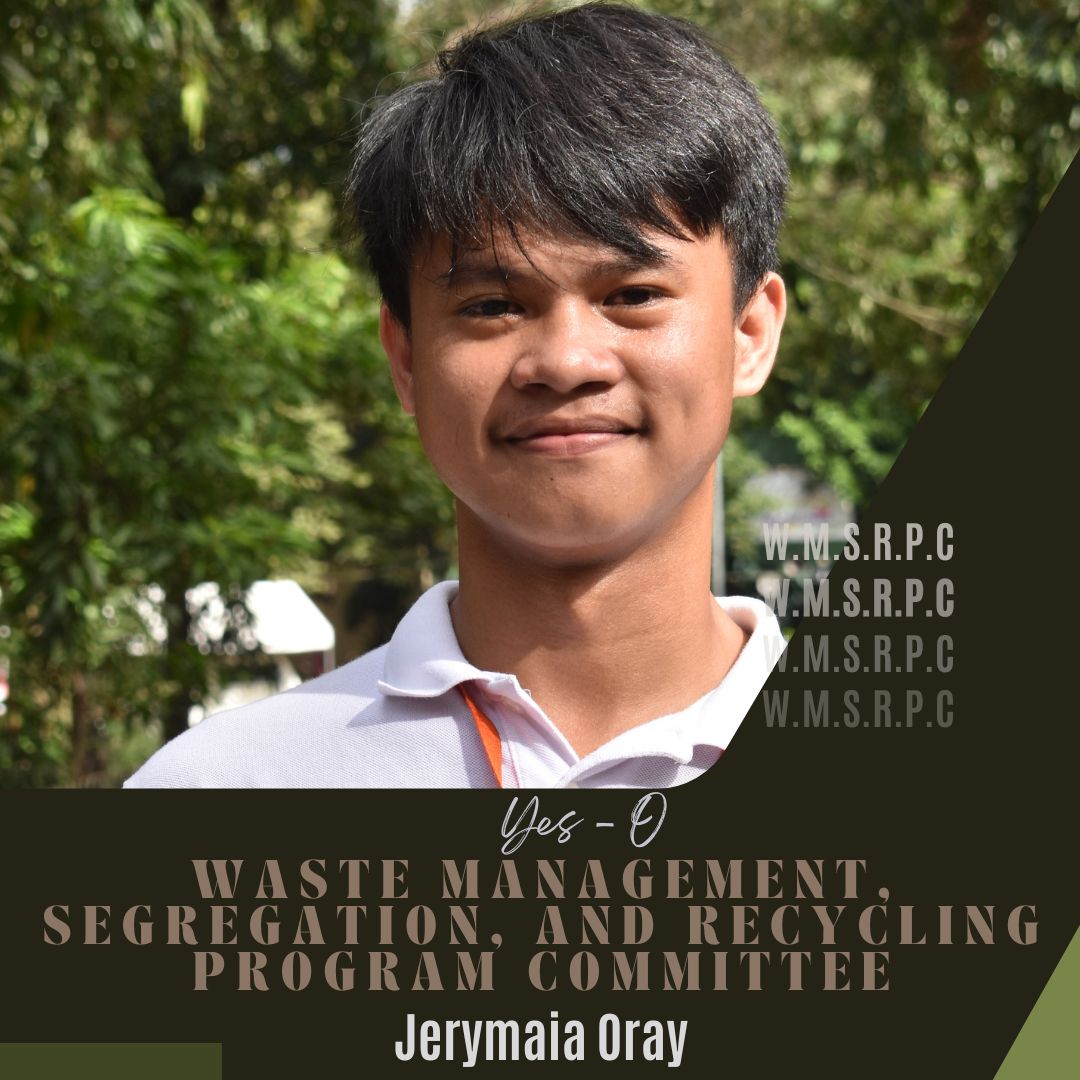 W.M.S.R.P.C
W.M.S.R.P.C
W.M.S.R.P.C
W.M.S.R.P.C
Yes - O
WASTE MANAGEMENT,
SEGREGATION, AND RECYCLING
PROGRAM COMMITTEE
Jerymaia Oray